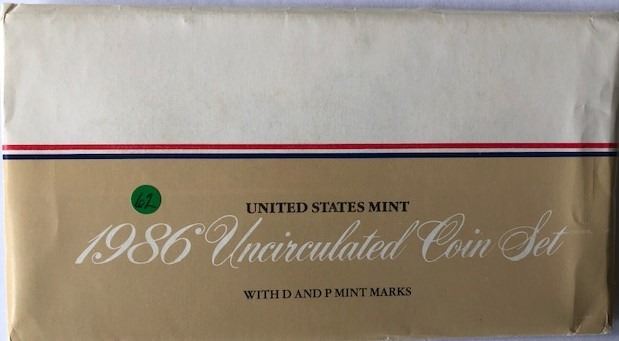 62
UNITED STATES MINT
1986 Uncirculated Coin Set
WITH D AND P MINT MARKS